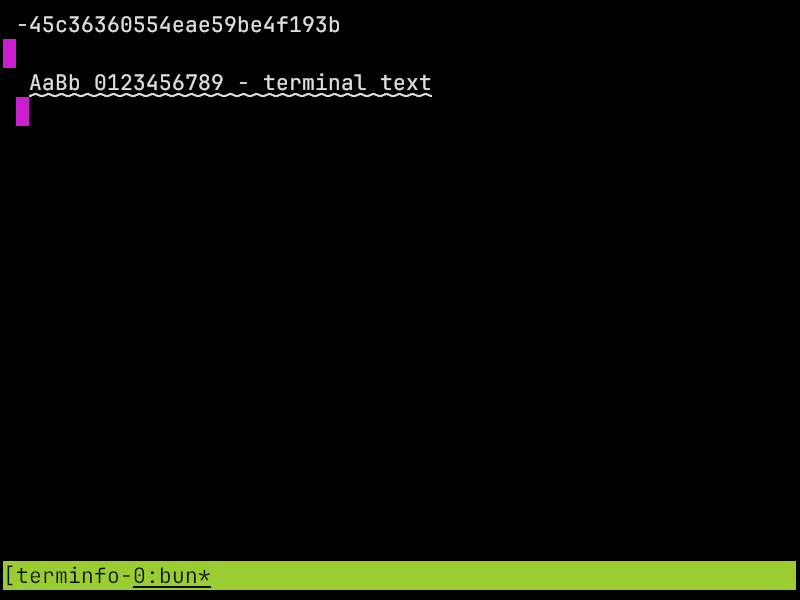 -45c36360554eae59be4f193b
AaBb 0123456789 - terminal text
[terminfo-0:bun*